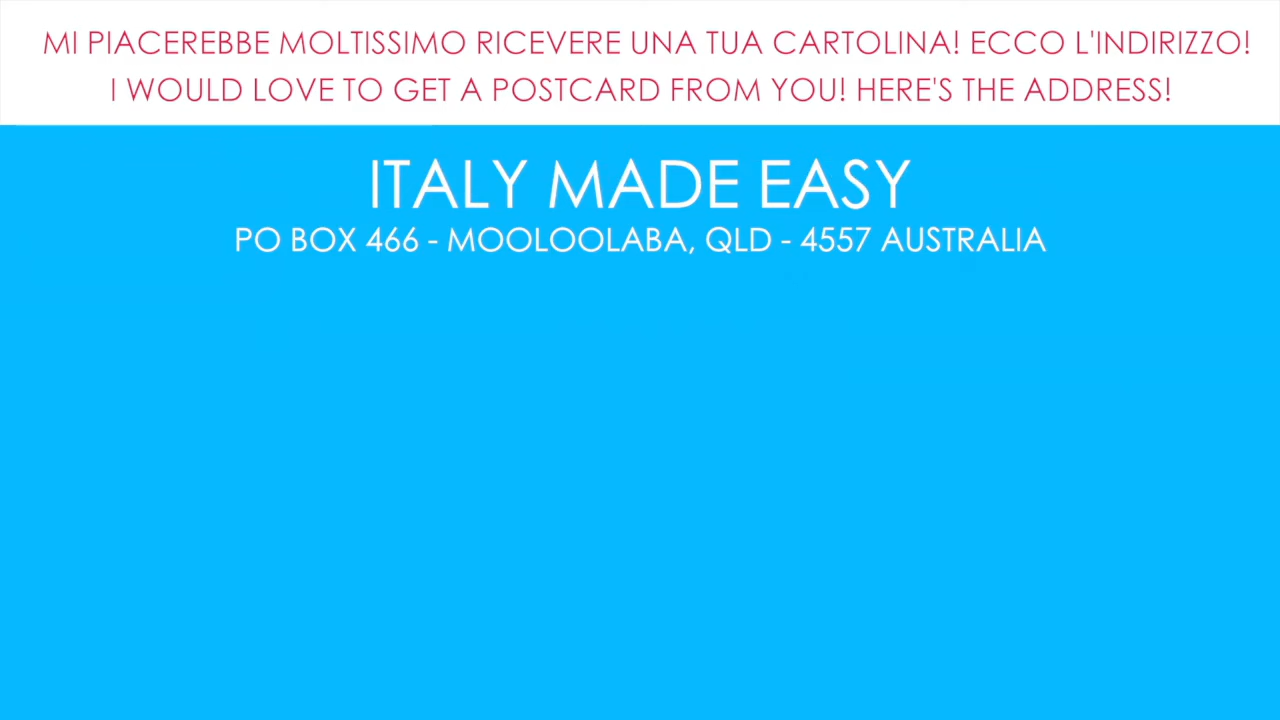 MI PIACEREBBE MOLTISSIMO RICEVERE UNA TUA CARTOLINA! ECCO L'INDIRIZZO!
I WOULD LOVE TO GET A POSTCARD FROM YOU! HERE'S THE ADDRESS!
ITALY MADE EASY
PO BOX 466 - MOOLOOLABA, QLD - 4557 AUSTRALIA